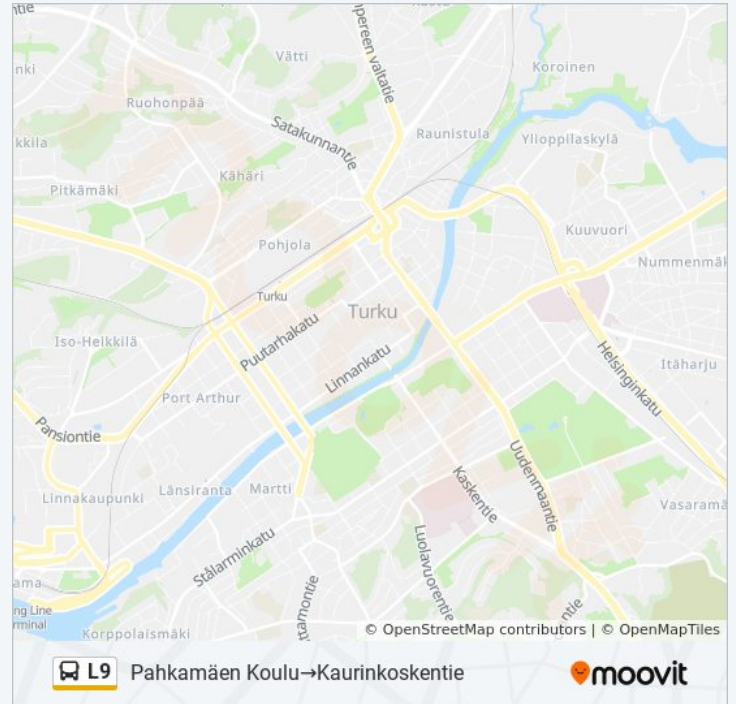 Vätti
Koroinen
Ruohonpää
Satakunnantie
Raunistula
Ylioppilaskylä
Kähäri
Pitkämäki
Pohjola
Kuuvuori
Turku
Turku
Iso-Heikkilä
Puutarhakatu
Linnankatu
Helsinginkatu
Itäharju
Port Arthur
Pansiontie
Uudenmaantie
Kaskentie
Linnakaupunki
Länsiranta
Martti
Luolavuorentie
Stålarminkatu
Korppolaismäki
© OpenStreetMap contributors | © OpenMapTiles
L9 Pahkamäen Koulu→Kaurinkoskentie
moovit